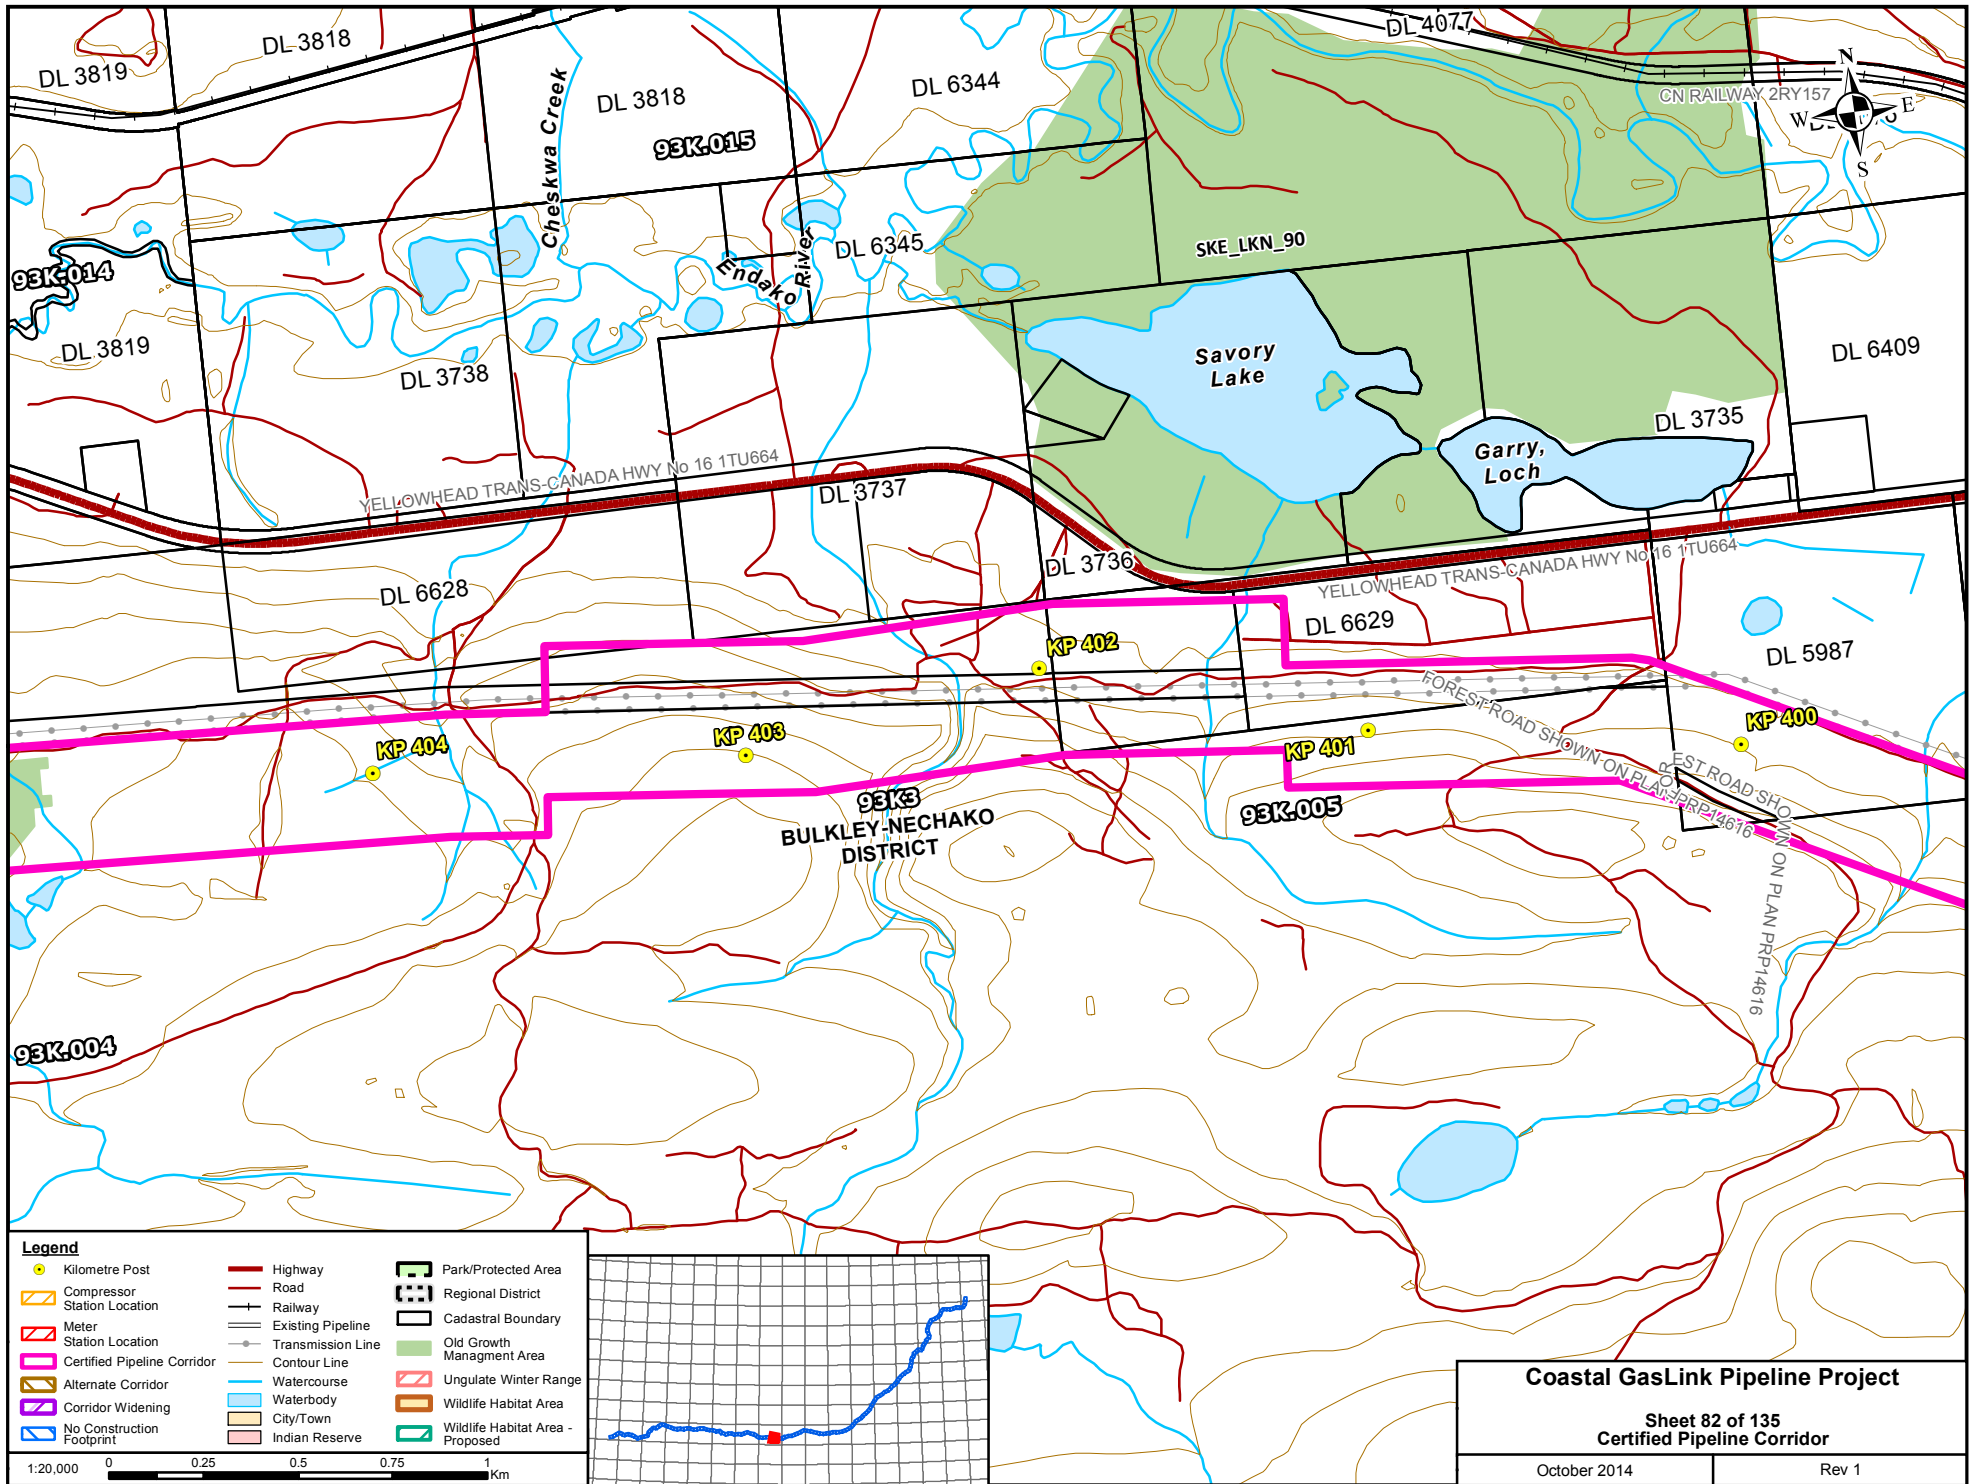 DL 3819
DL 3818
DL 3818
93K.015
Cheskwa Creek
DL 6344
DL 4077
CN RAILWAY 2RY157
N
W
E
S
93K.014
DL 3819
DL 3738
Endako
River
DL 6345
SKE_LKN_90
Savory
Lake
Garry,
Loch
DL 3735
DL 6409
YELLOWHEAD TRANS-CANADA HWY No 16 1TU664
DL 3737
DL 3736
YELLOWHEAD TRANS-CANADA HWY No 16 1TU664
DL 6628
DL 6629
DL 5987
KP 402
KP 400
KP 404
KP 403
KP 401
FOREST ROAD SHOWN ON PLAN PRP14616
FOREST ROAD SHOWN ON PLAN PRP14616
93K3
BULKLEY-NECHAKO
DISTRICT
93K.005
93K.004
Legend
Kilometre Post
Compressor
Station Location
Meter
Station Location
Certified Pipeline Corridor
Alternate Corridor
Corridor Widening
No Construction
Footprint
Highway
Road
Railway
Existing Pipeline
Transmission Line
Contour Line
Watercourse
Waterbody
City/Town
Indian Reserve
Park/Protected Area
Regional District
Cadastral Boundary
Old Growth
Managment Area
Ungulate Winter Range
Wildlife Habitat Area
Wildlife Habitat Area -
Proposed
1:20,000
0 0.25 0.5 0.75 1
Km
Coastal GasLink Pipeline Project
Sheet 82 of 135
Certified Pipeline Corridor
October 2014
Rev 1